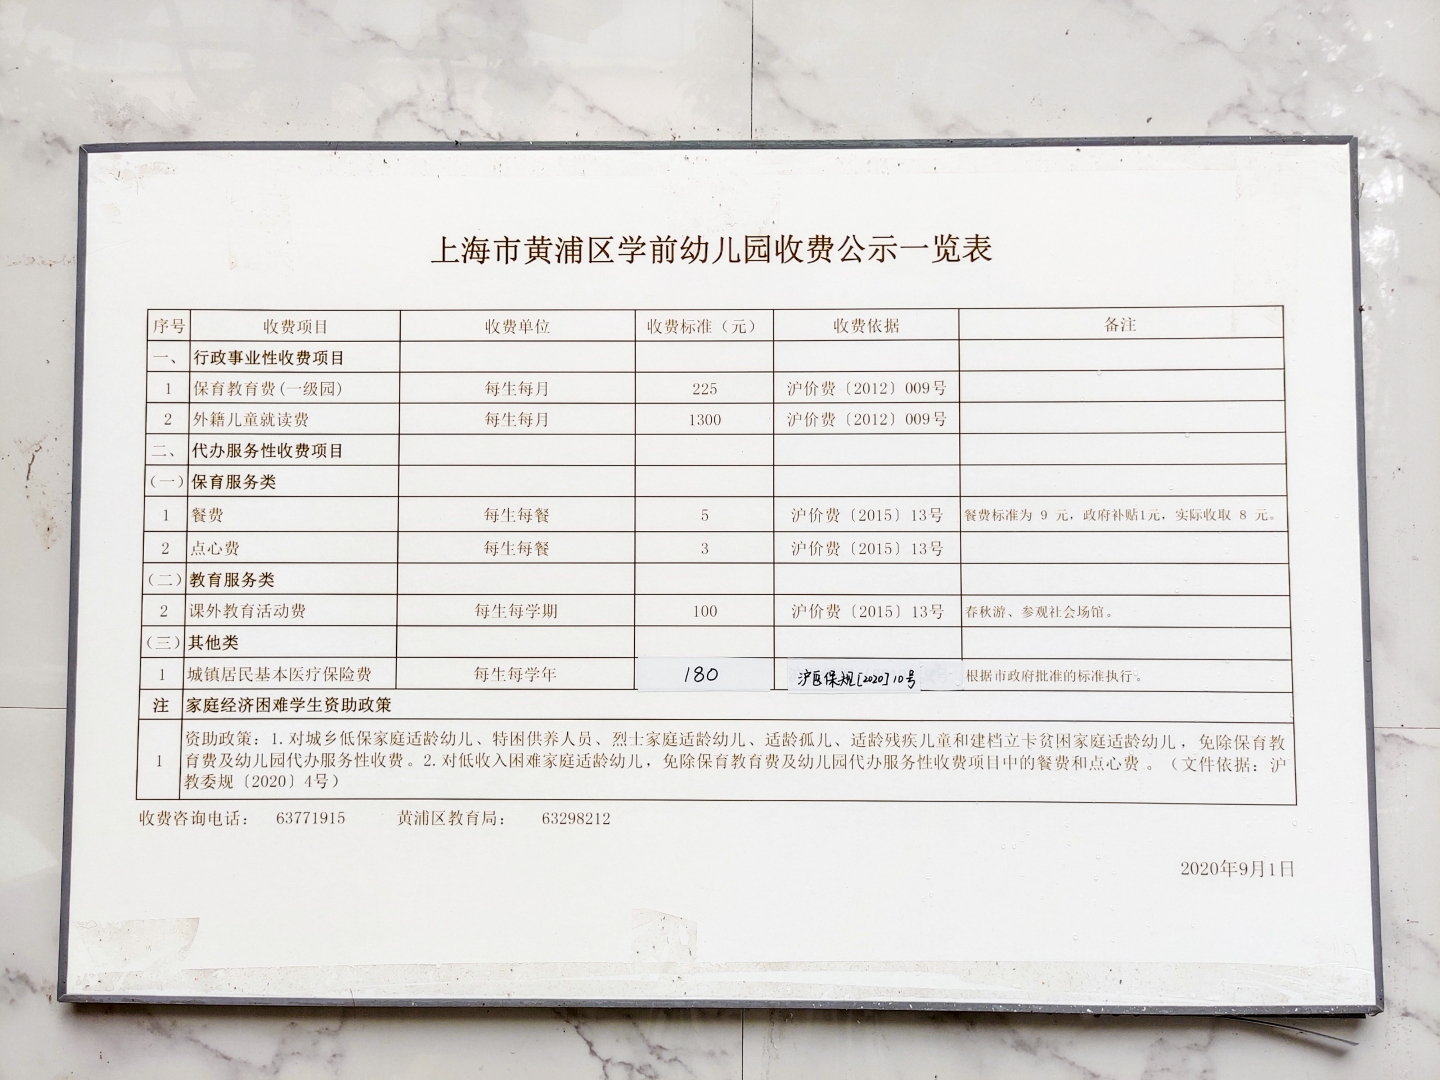 上海市黄浦区学前幼儿园收费公示一览表
序号 收费项目 收费单位 收费标准（元） 收费依据 备注
一、 行政事业性收费项目
1 保育教育费(一级园) 每生每月 225 沪价费〔2012〕009号
2 外籍儿童就读费 每生每月 1300 沪价费〔2012〕009号
二、 代办服务性收费项目
(一) 保育服务类
1 餐费 每生每餐 5 沪价费〔2015〕13号 餐费标准为 9 元，政府补贴1元，实际收取 8 元。
2 点心费 每生每餐 3 沪价费〔2015〕13号
(二) 教育服务类
2 课外教育活动费 每生每学期 100 沪价费〔2015〕13号 春秋游、参观社会场馆。
(三) 其他类
1 城镇居民基本医疗保险费 每生每学年 180 沪医保规[2020]10号 根据市政府批准的标准执行。
注 家庭经济困难学生资助政策
1 资助政策：1.对城乡低保家庭适龄幼儿、特困供养人员、烈士家庭适龄幼儿、适龄孤儿、适龄残疾儿童和建档立卡贫困家庭适龄幼儿，免除保育教
育费及幼儿园代办服务性收费。2.对低收入困难家庭适龄幼儿，免除保育教育费及幼儿园代办服务性收费项目中的餐费和点心费 。（文件依据：沪
教委规〔2020〕4号）
收费咨询电话： 63771915 黄浦区教育局： 63298212
2020年9月1日